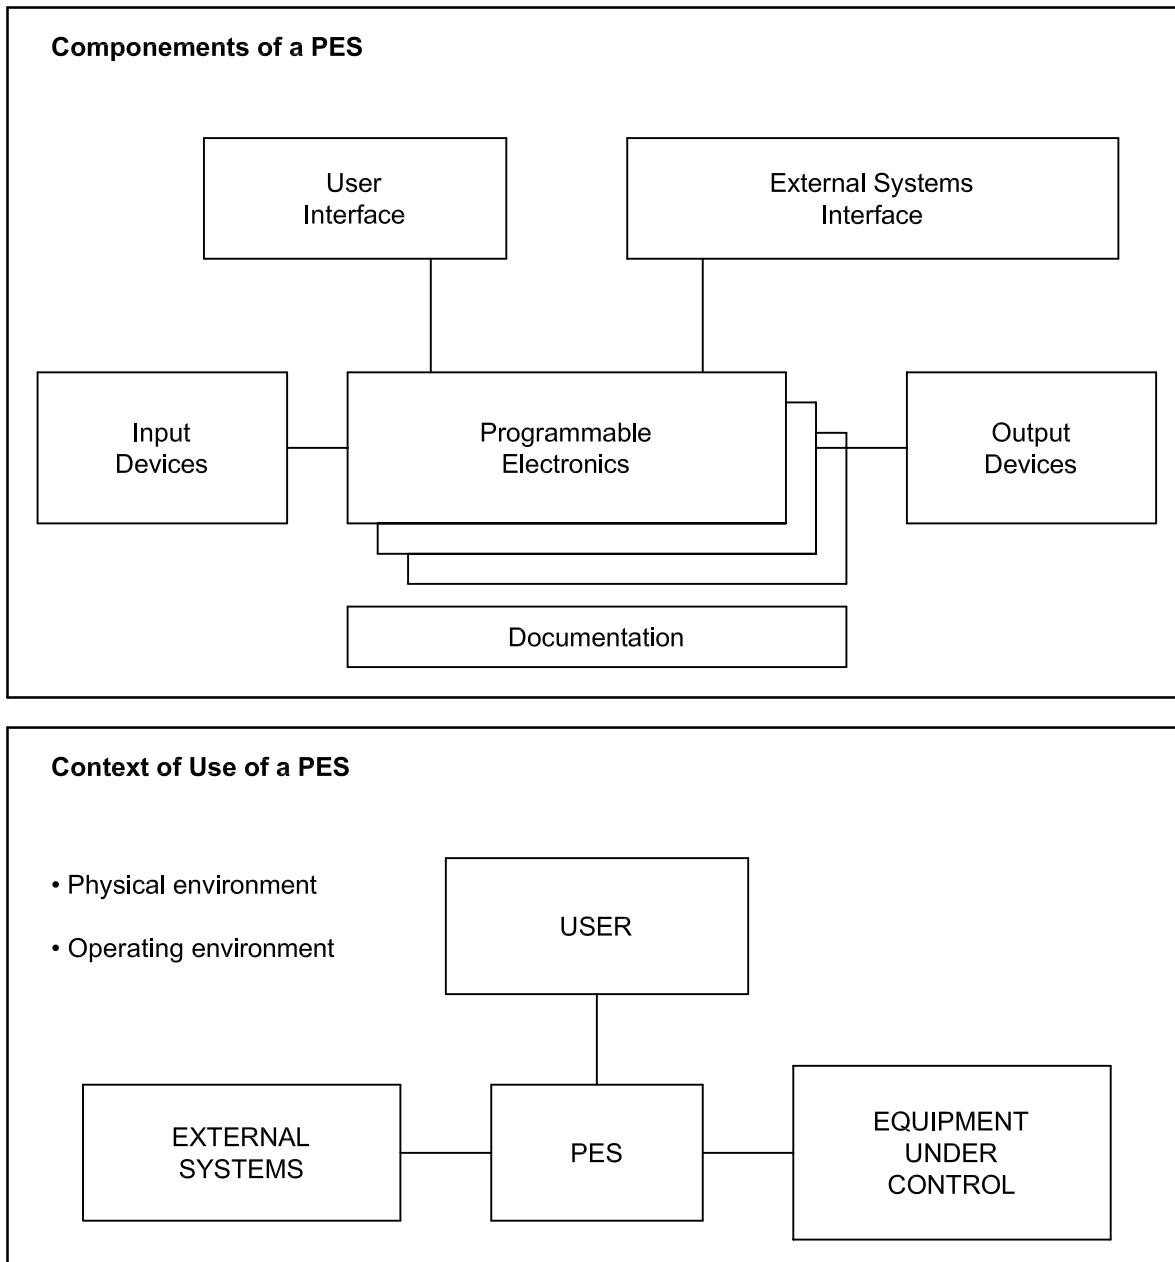 Componements of a PES
User
Interface
External Systems
Interface
Input
Devices
Programmable
Electronics
Output
Devices
Documentation
Context of Use of a PES
• Physical environment
• Operating environment
USER
EXTERNAL
SYSTEMS
PES
EQUIPMENT
UNDER
CONTROL